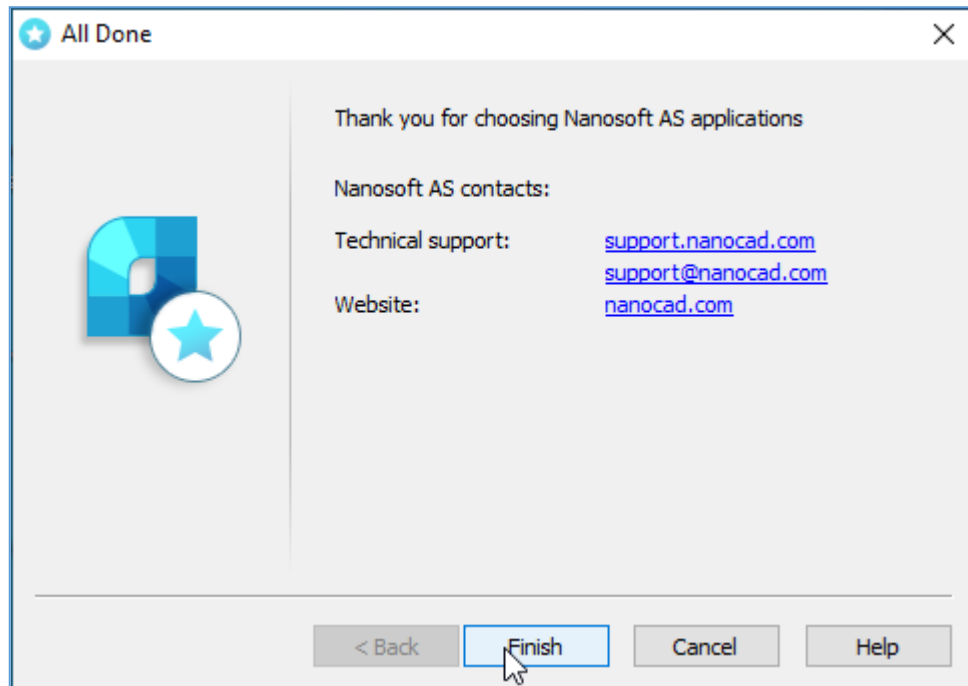 All Done
Thank you for choosing Nanosoft AS applications
Nanosoft AS contacts:
Technical support: support.nanocad.com
support@nanocad.com
Website: nanocad.com
< Back Finish Cancel Help